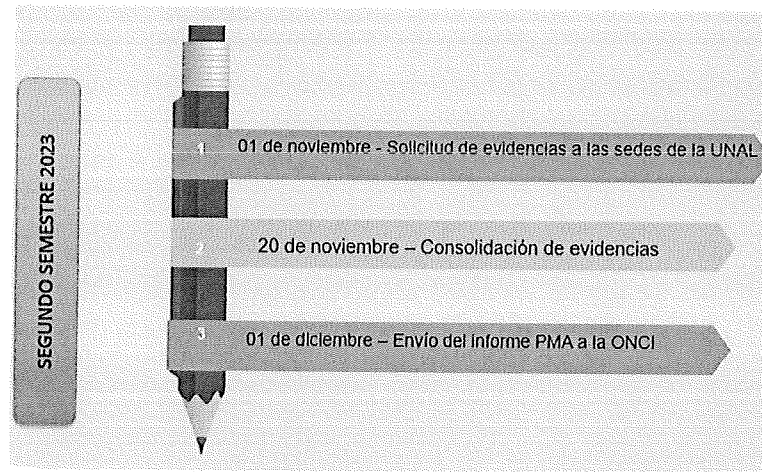 SEGUNDO SEMESTRE 2023
1
01 de noviembre - Solicitud de evidencias a las sedes de la UNAL
2
20 de noviembre – Consolidación de evidencias
3
01 de diciembre – Envío del informe PMA a la ONCI